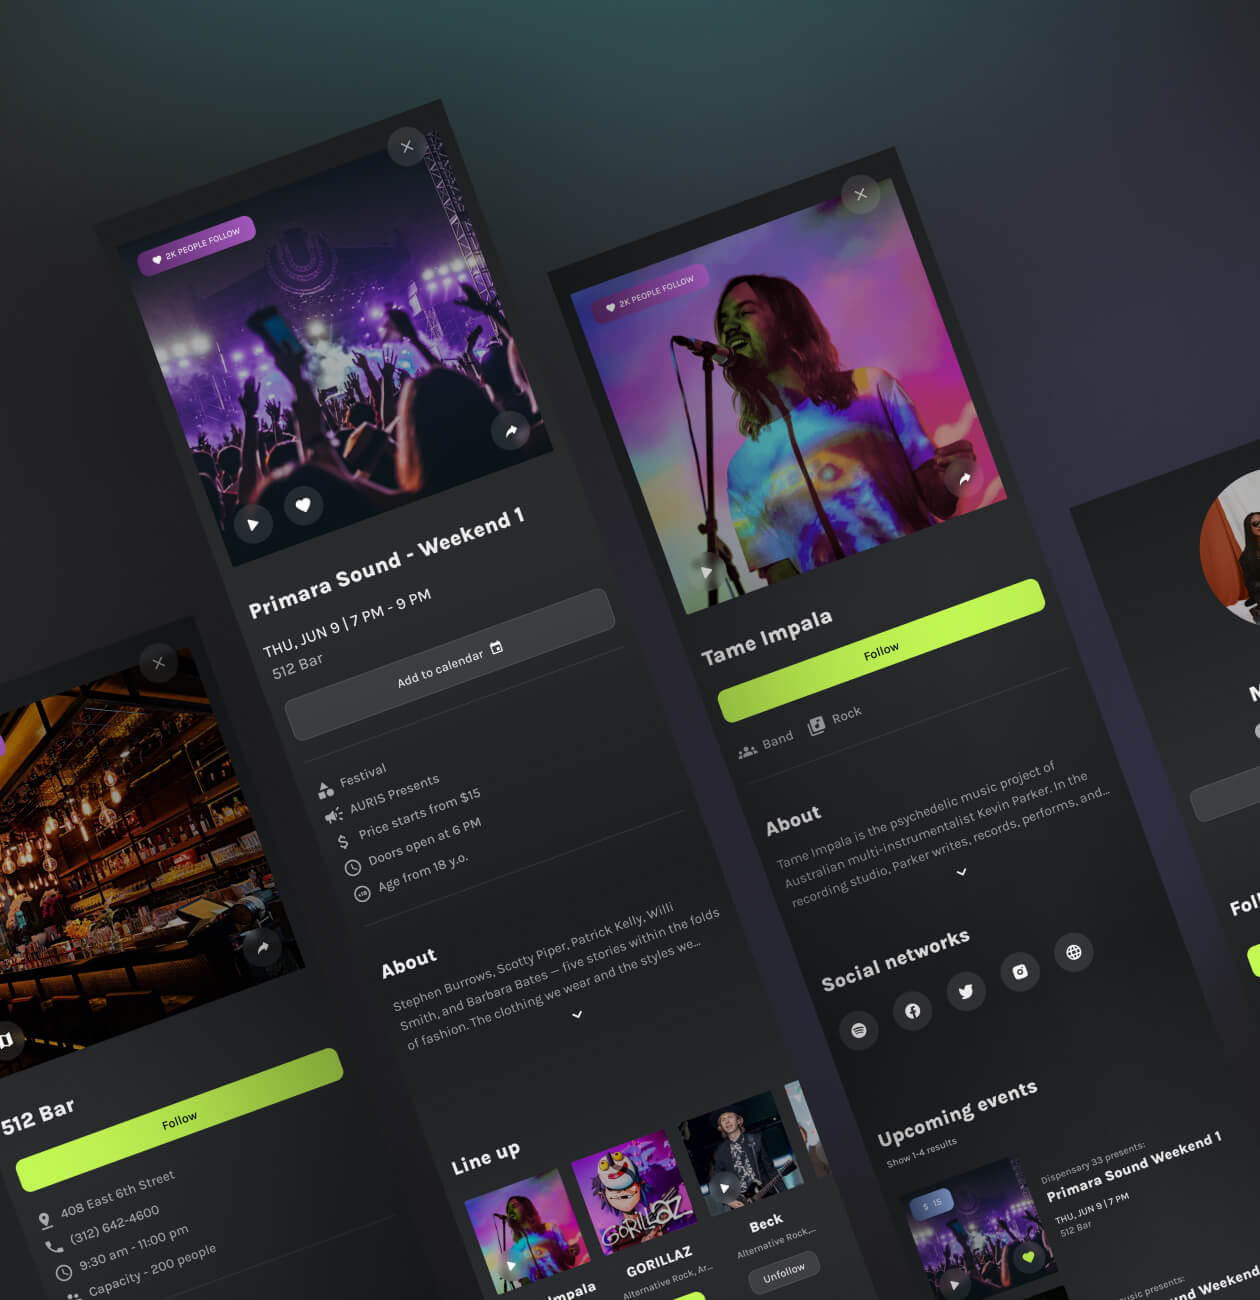 2K PEOPLE FOLLOW
Primara Sound - Weekend 1
THU, JUN 9 | 7 PM - 9 PM
512 Bar
Add to calendar
Festival
AURIS Presents
$ Price starts from $15
Doors open at 6 PM
+18 Age from 18 y.o.
About
Stephen Burrows, Scotty Piper, Patrick Kelly, Willi
Smith, and Barbara Bates — five stories within the folds
of fashion. The clothing we wear and the styles we...
Line up
GORILLAZ
GORILLAZ
Alternative Rock, Ar...
Beck
Alternative Rock,...
Unfollow
2K PEOPLE FOLLOW
Tame Impala
Follow
Band
Rock
About
Tame Impala is the psychedelic music project of
Australian multi-instrumentalist Kevin Parker. In the
recording studio, Parker writes, records, performs, and...
Social networks
Upcoming events
Show 1-4 results
$ 15
Dispensary 33 presents:
Primara Sound Weekend 1
THU, JUN 9 | 7 PM
512 Bar
presents:
512 Bar
Follow
408 East 6th Street
(312) 642-4600
9:30 am - 11:00 pm
Capacity - 200 people